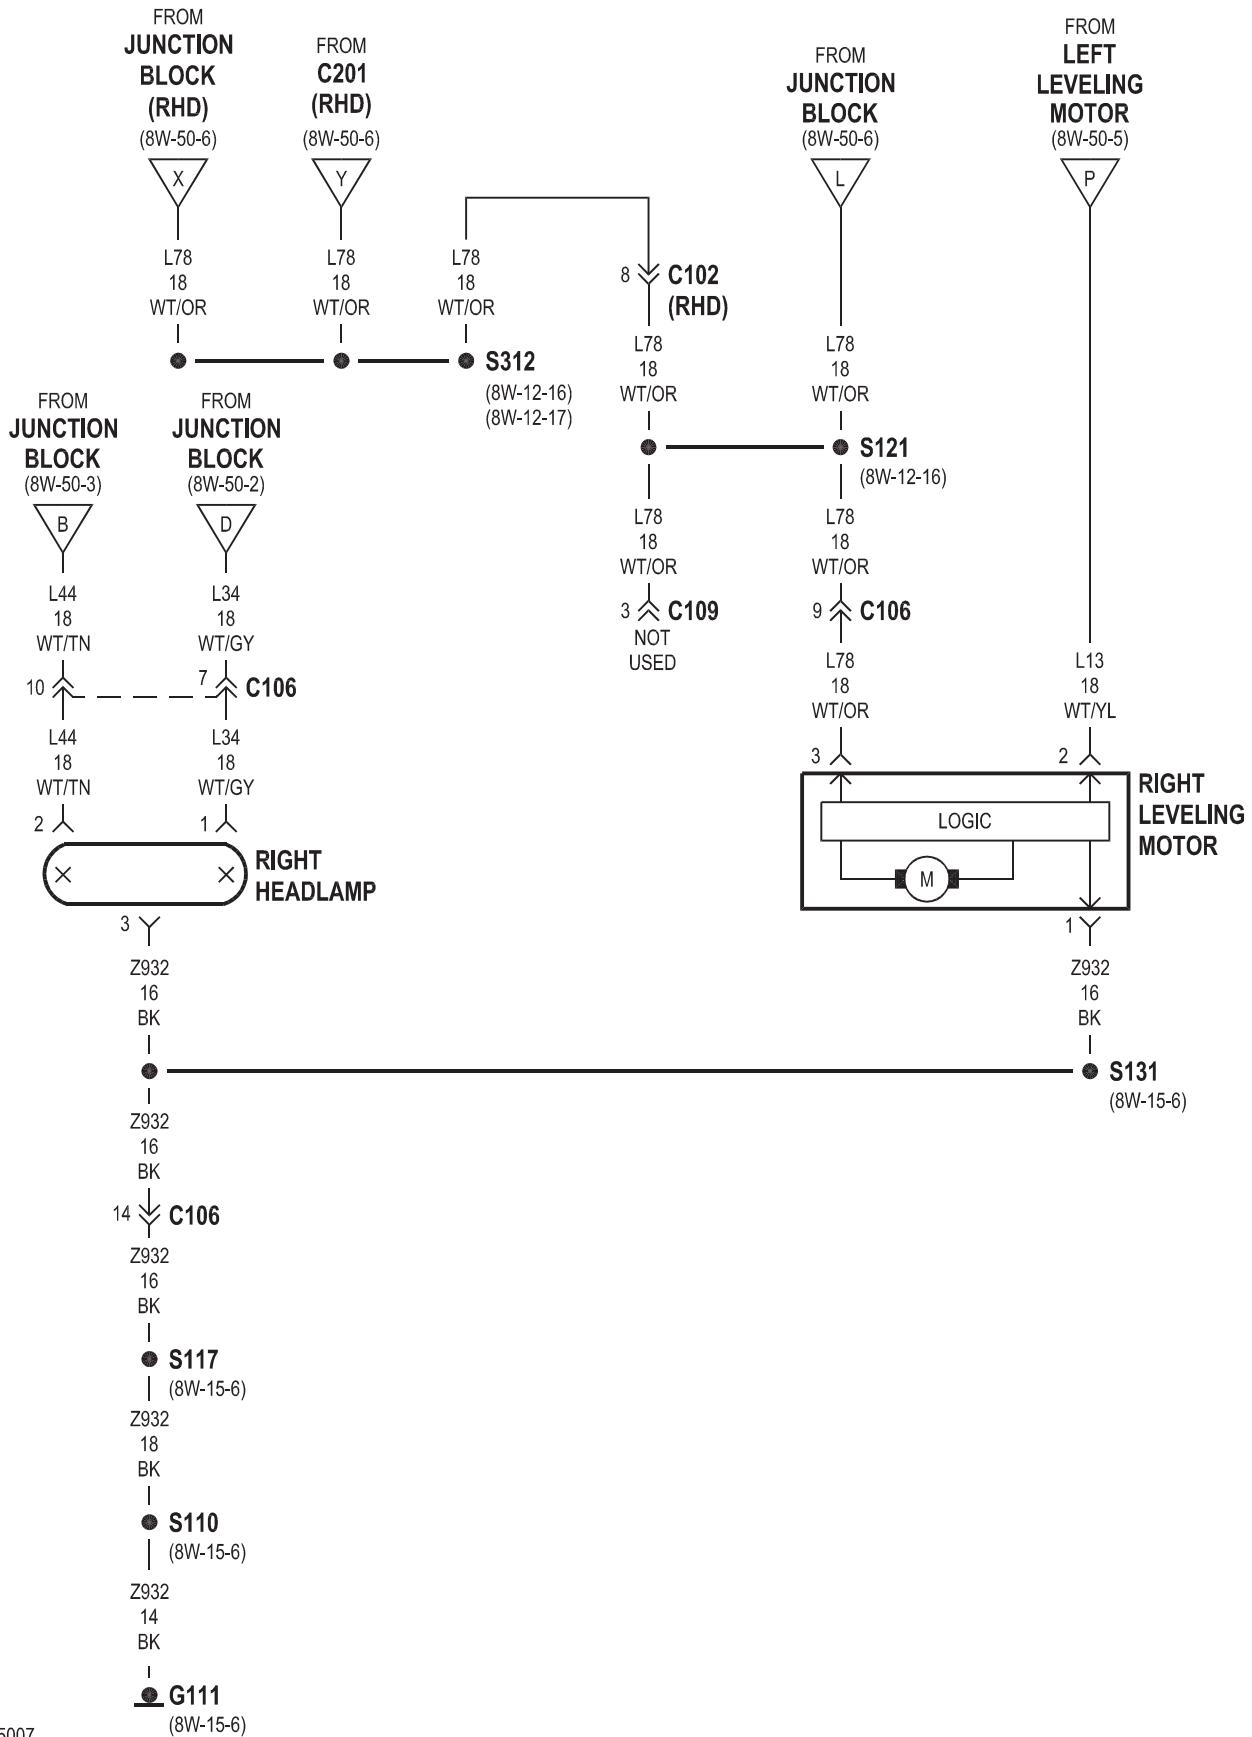 FROM
JUNCTION
BLOCK
(RHD)
(8W-50-6)
X
L78
18
WT/OR
FROM
C201
(RHD)
(8W-50-6)
Y
L78
18
WT/OR
L78
18
WT/OR
S312
(8W-12-16)
(8W-12-17)
8
C102
(RHD)
L78
18
WT/OR
FROM
JUNCTION
BLOCK
(8W-50-6)
L
L78
18
WT/OR
S121
(8W-12-16)
FROM
LEFT
LEVELING
MOTOR
(8W-50-5)
P
L78
18
WT/OR
3 C109
NOT
USED
L78
18
WT/OR
9 C106
L78
18
WT/OR
3
L13
18
WT/YL
2
LOGIC
M
RIGHT
LEVELING
MOTOR
1
Z932
16
BK
S131
(8W-15-6)
FROM
JUNCTION
BLOCK
(8W-50-3)
B
L44
18
WT/TN
10
L44
18
WT/TN
2
FROM
JUNCTION
BLOCK
(8W-50-2)
D
L34
18
WT/GY
7 C106
L34
18
WT/GY
1
RIGHT
HEADLAMP
3
Z932
16
BK
Z932
16
BK
14 C106
Z932
16
BK
S117
(8W-15-6)
Z932
18
BK
S110
(8W-15-6)
Z932
14
BK
G111
(8W-15-6)